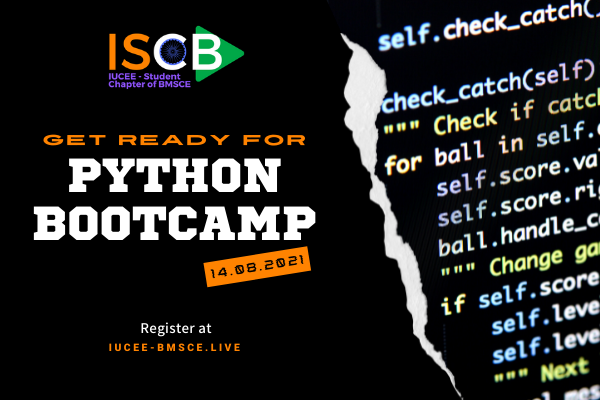 ISCB
IUCEE - Student
Chapter of BMSCE
GET READY FOR
PYTHON
BOOTCAMP
14.08.2021
Register at
IUCEE-BMSCE.LIVE
self.check_catch(
check_catch(self)
""" Check if catch
for ball in self.
self.score.va
self.score.ri
ball.handle_c
""" Change ga
if self.score
self.leve
self.leve
""" Next